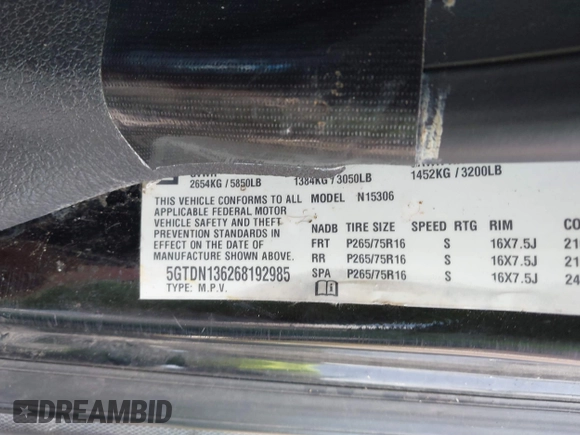 2654KG / 5850LB 1384KG / 3050LB 1452KG / 3200LB
THIS VEHICLE CONFORMS TO ALL
APPLICABLE FEDERAL MOTOR
VEHICLE SAFETY AND THEFT
PREVENTION STANDARDS IN
EFFECT ON THE DATE OF
MANUFACTURE SHOWN ABOVE.
5GTDN136268192985
TYPE: M.P.V.
MODEL N15306
NADB TIRE SIZE SPEED RTG RIM
FRT P265/75R16 S 16X7.5J
RR P265/75R16 S 16X7.5J
SPA P265/75R16 S 16X7.5J
DREAMBID